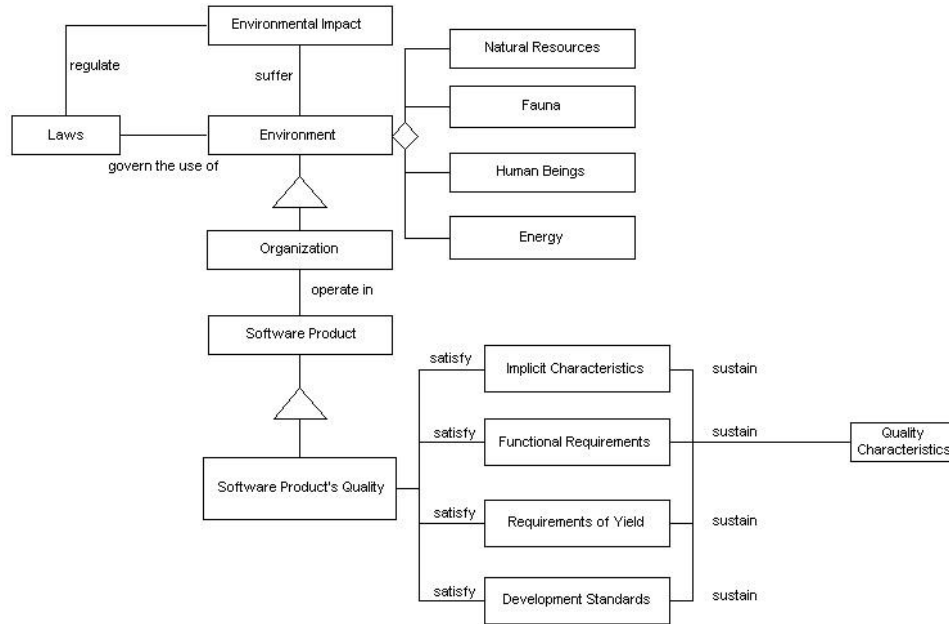 Environmental Impact
Natural Resources
regulate
suffer
Fauna
Laws
Environment
govern the use of
Human Beings
Organization
Energy
operate in
Software Product
satisfy
Implicit Characteristics
sustain
satisfy
Functional Requirements
sustain
Quality
Characteristics
Software Product's Quality
satisfy
Requirements of Yield
sustain
satisfy
Development Standards
sustain